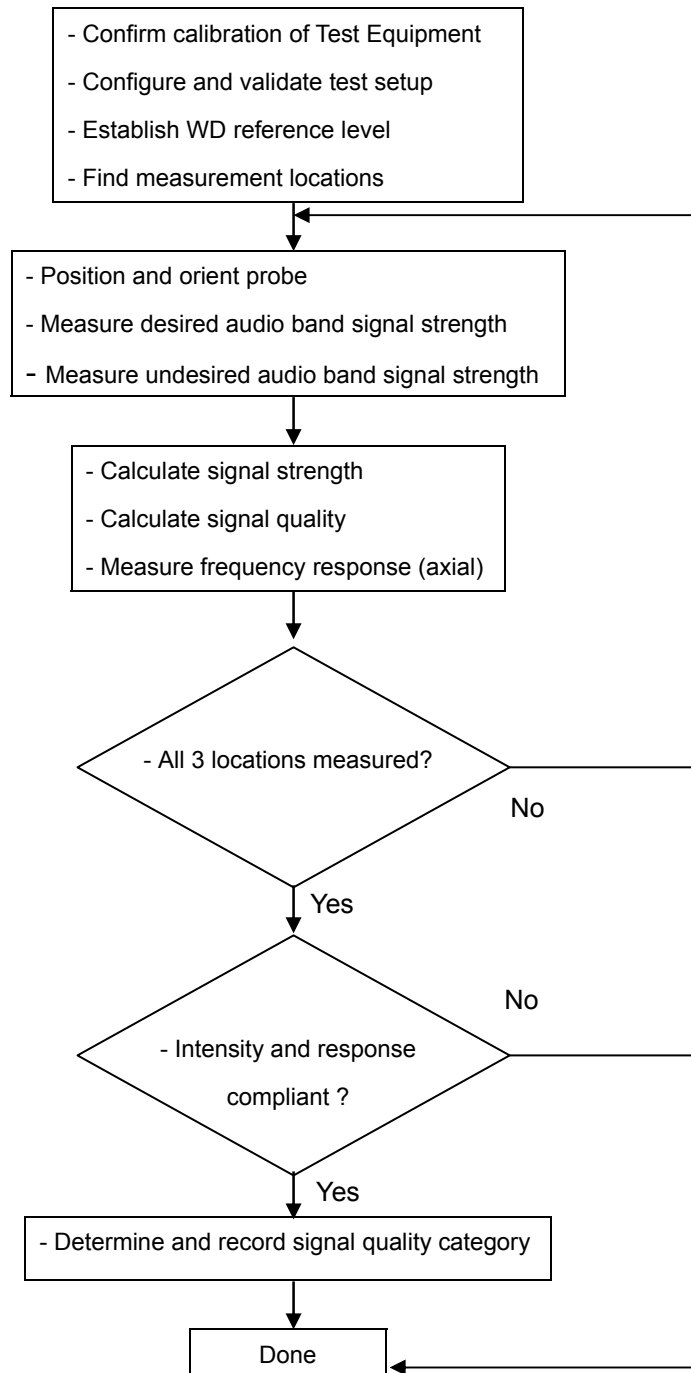 - Confirm calibration of Test Equipment
- Configure and validate test setup
- Establish WD reference level
- Find measurement locations
- Position and orient probe
- Measure desired audio band signal strength
- Measure undesired audio band signal strength
- Calculate signal strength
- Calculate signal quality
- Measure frequency response (axial)
- All 3 locations measured?
No
Yes
No
- Intensity and response
compliant ?
Yes
- Determine and record signal quality category
Done